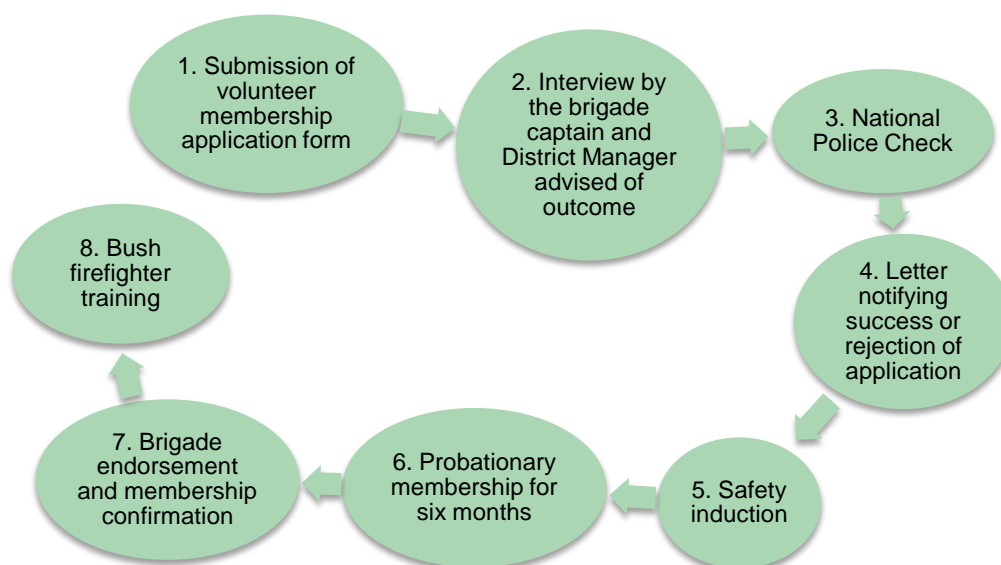 1. Submission of
volunteer
membership
application form
2. Interview by
the brigade
captain and
District Manager
advised of
outcome
3. National
Police Check
4. Letter
notifying
success or
rejection of
application
5. Safety
induction
6. Probationary
membership for
six months
7. Brigade
endorsement
and membership
confirmation
8. Bush
firefighter
training